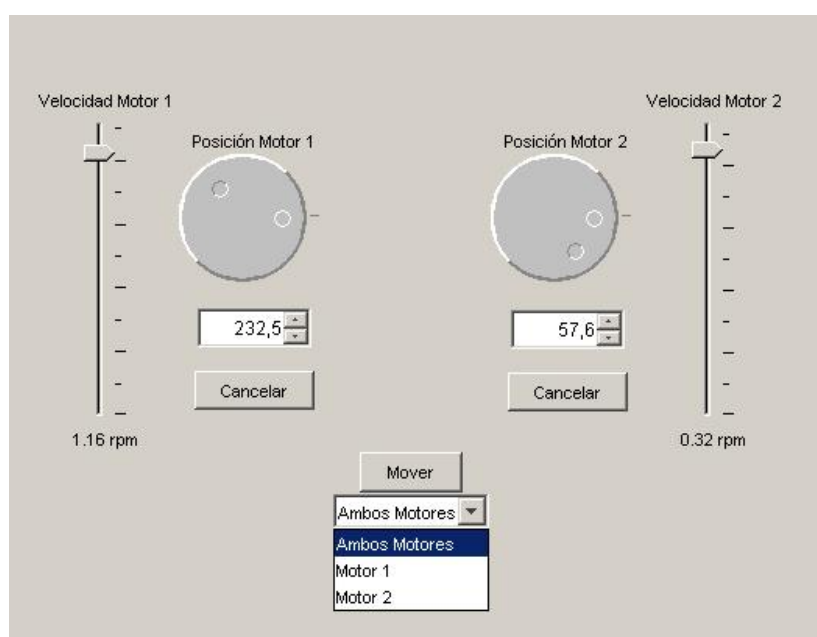 Velocidad Motor 1
Velocidad Motor 2
Posición Motor 1
Posición Motor 2
232,5
57,6
Cancelar
Cancelar
1.16 rpm
0.32 rpm
Mover
Ambos Motores
Ambos Motores
Motor 1
Motor 2